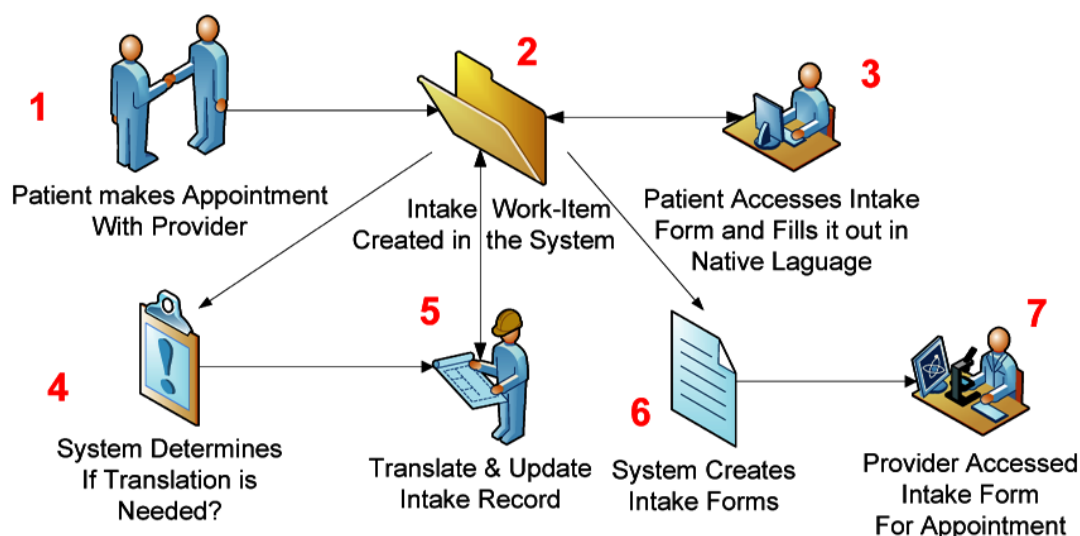 1
Patient makes Appointment
With Provider
2
Intake Work-Item
Created in the System
3
Patient Accesses Intake
Form and Fills it out in
Native Laguage
4
System Determines
If Translation is
Needed?
5
Translate & Update
Intake Record
6
System Creates
Intake Forms
7
Provider Accessed
Intake Form
For Appointment